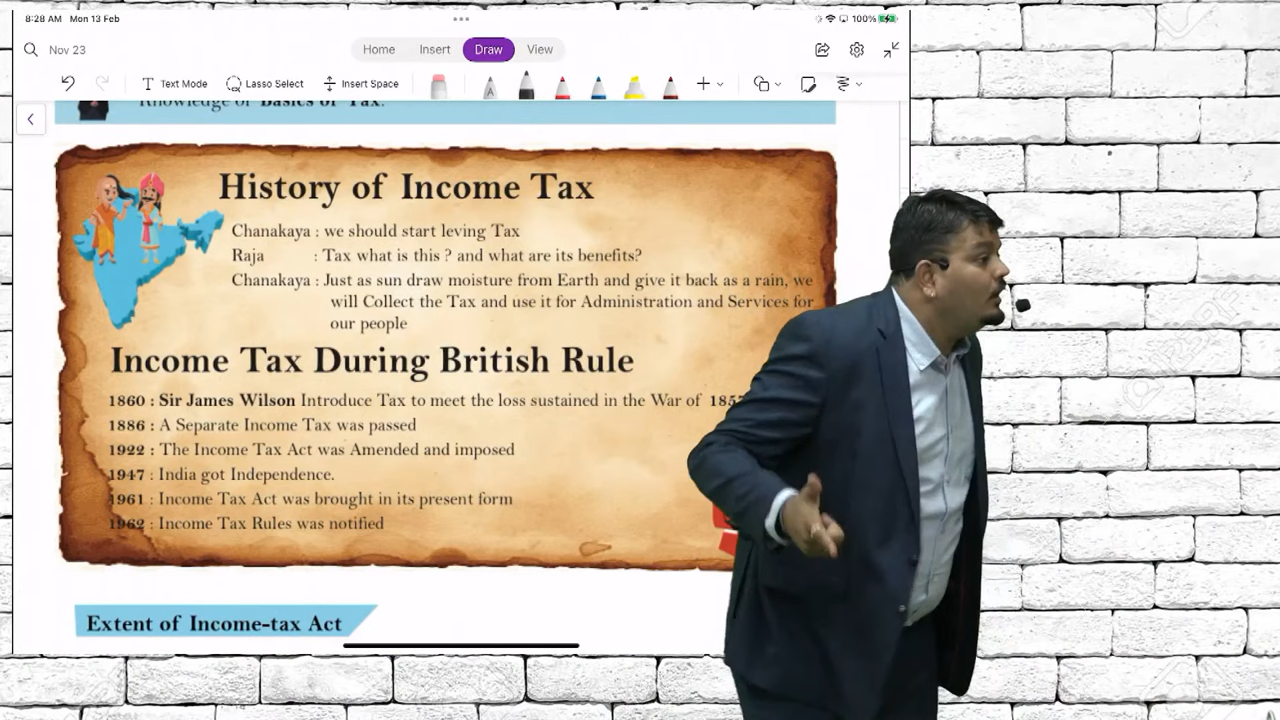 8:28 AM Mon 13 Feb
100%
Nov 23
Home Insert Draw View
Text Mode Lasso Select Insert Space
Knowledge of Basics of Tax.
History of Income Tax
Chanakaya : we should start leving Tax
Raja : Tax what is this ? and what are its benefits?
Chanakaya : Just as sun draw moisture from Earth and give it back as a rain, we
will Collect the Tax and use it for Administration and Services for
our people
Income Tax During British Rule
1860 : Sir James Wilson Introduce Tax to meet the loss sustained in the War of
1886 : A Separate Income Tax was passed
1922 : The Income Tax Act was Amended and imposed
1947 : India got Independence.
1961 : Income Tax Act was brought in its present form
1962 : Income Tax Rules was notified
Extent of Income-tax Act